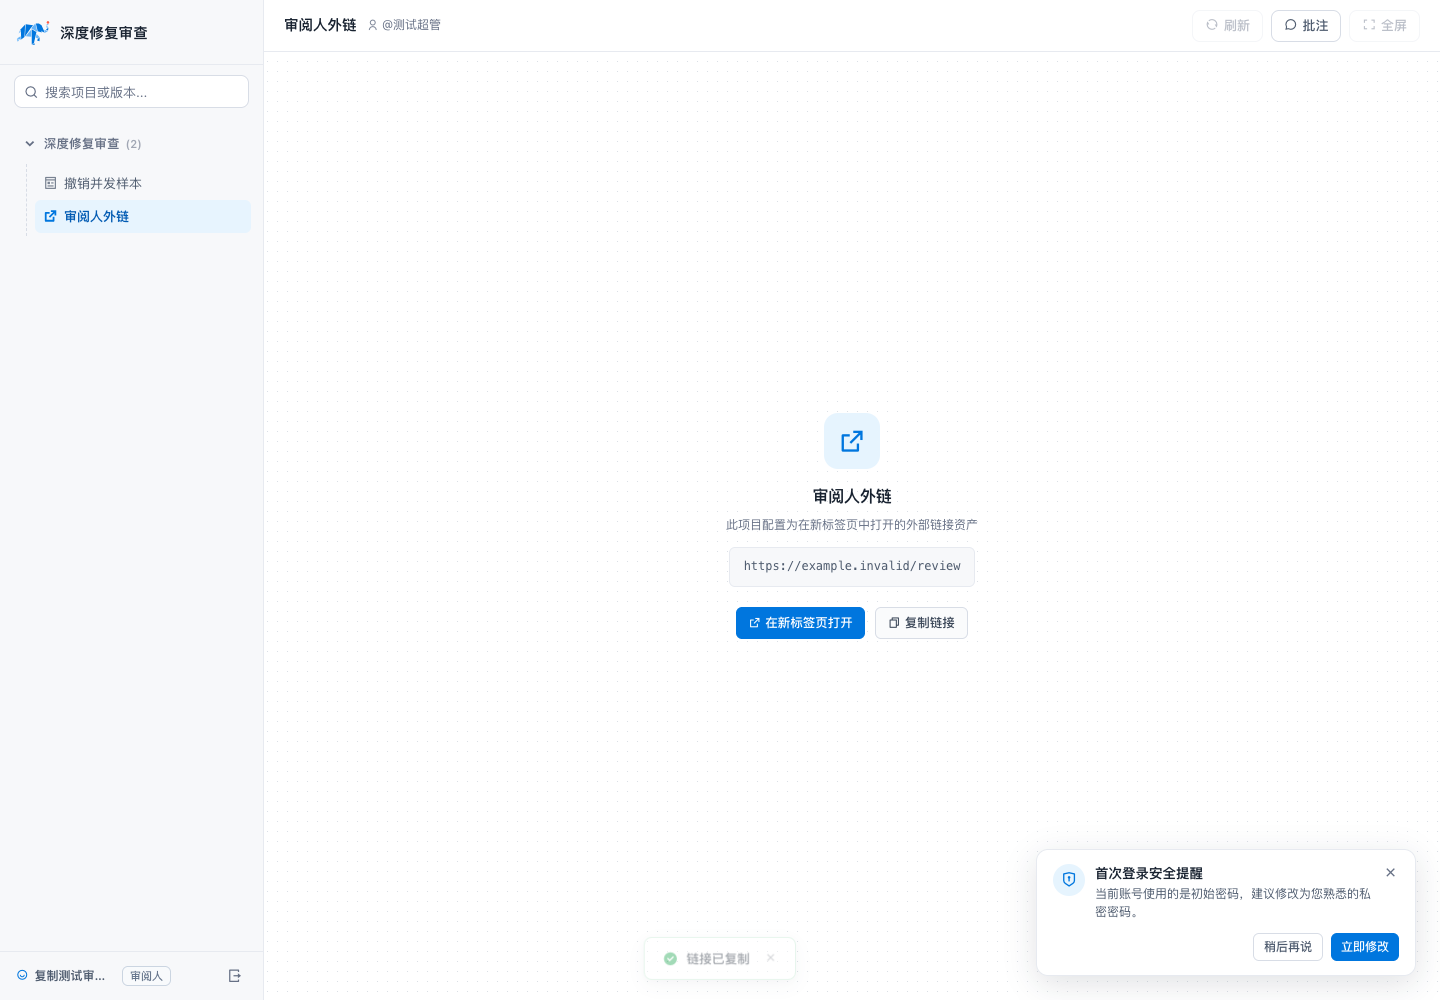 深度修复审查
搜索项目或版本...
深度修复审查 (2)
撤销并发样本
审阅人外链
复制测试审...
审阅人
审阅人外链
@测试超管
刷新
批注
全屏
审阅人外链
此项目配置为在新标签页中打开的外部链接资产
https://example.invalid/review
在新标签页打开
复制链接
链接已复制
首次登录安全提醒
当前账号使用的是初始密码，建议修改为您熟悉的私
密密码。
稍后再说
立即修改